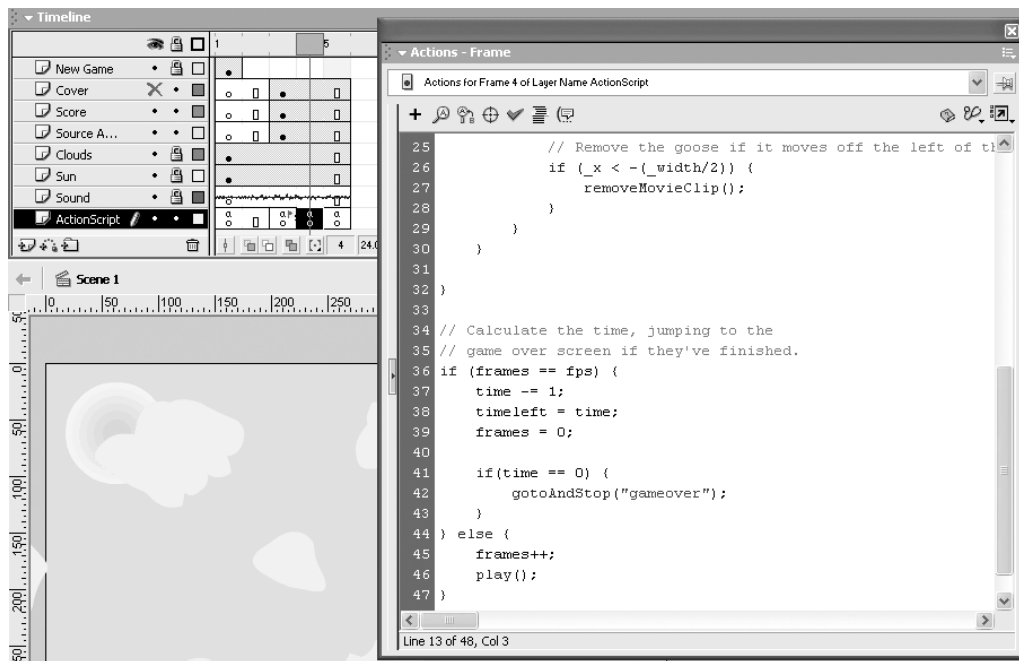 Timeline
1 5
New Game
Cover
Score
Source A...
Clouds
Sun
Sound
ActionScript
4 24.0
Scene 1
0 50 100 150 200 250
0
50
100
150
200
Actions - Frame
Actions for Frame 4 of Layer Name ActionScript
25 // Remove the goose if it moves off the left of th
26 if (_x < -(_width/2)) {
27 removeMovieClip();
28 }
29 }
30 }
31
32 }
33
34 // Calculate the time, jumping to the
35 // game over screen if they've finished.
36 if (frames == fps) {
37 time -= 1;
38 timeleft = time;
39 frames = 0;
40
41 if(time == 0) {
42 gotoAndStop("gameover");
43 }
44 } else {
45 frames++;
46 play();
47 }
Line 13 of 48, Col 3